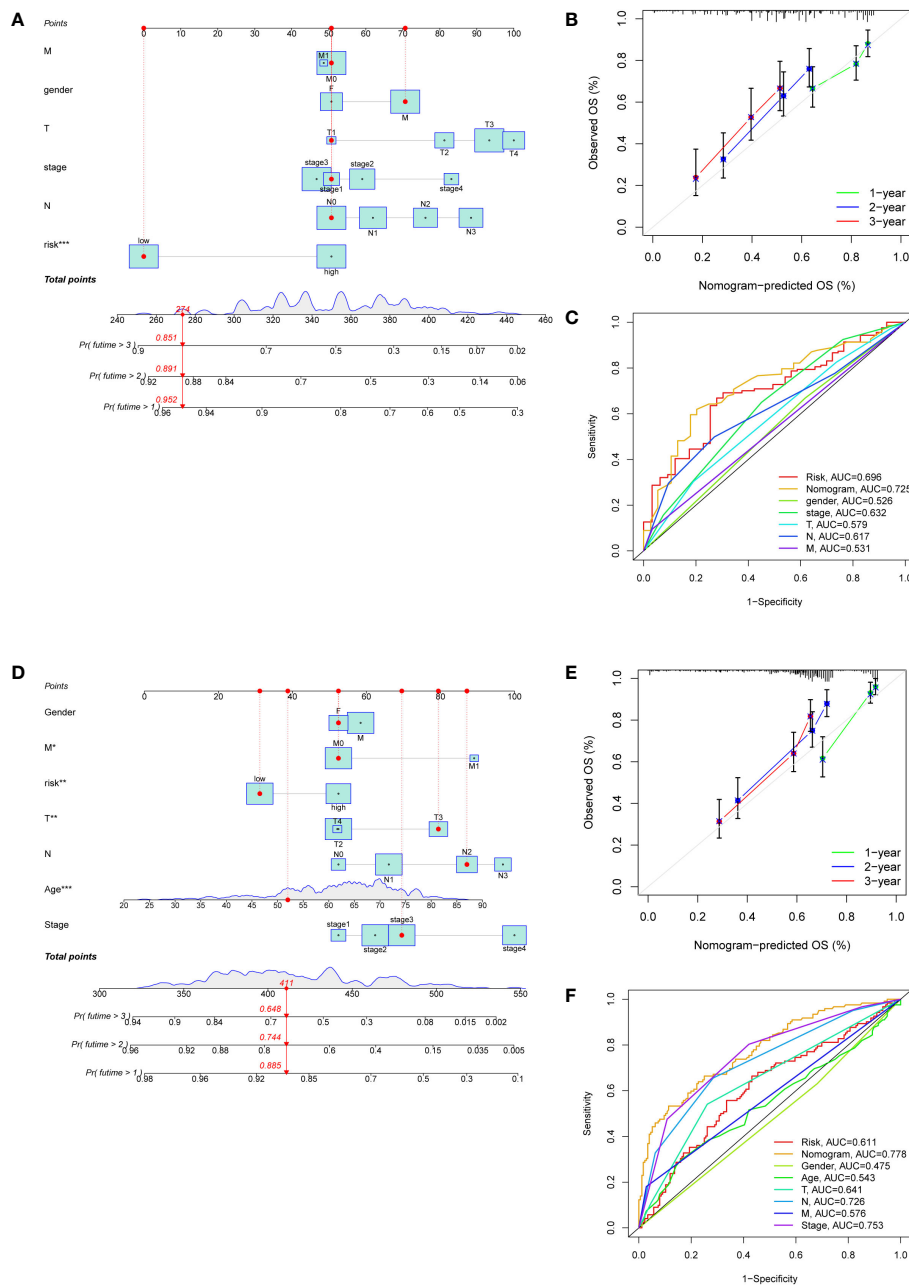 A
Points
0 10 20 30 40 50 60 70 80 90 100
M
M1
M0
gender
F
M
T
T1
T2
T3
T4
stage
stage3
stage1
stage2
stage4
N
N0
N1
N2
N3
risk***
low
high
Total points
274
240 260 280 300 320 340 360 380 400 420 440 460
0.851
Pr( futime > 3)
0.9 0.7 0.5 0.3 0.15 0.07 0.02
0.891
Pr( futime > 2)
0.92 0.88 0.84 0.7 0.5 0.3 0.14 0.06
0.952
Pr( futime > 1)
0.96 0.94 0.9 0.8 0.7 0.6 0.5 0.3
B
Observed OS (%)
0.0 0.2 0.4 0.6 0.8 1.0
0.0 0.2 0.4 0.6 0.8 1.0
Nomogram−predicted OS (%)
1−year
2−year
3−year
C
Sensitivity
0.0 0.2 0.4 0.6 0.8 1.0
0.0 0.2 0.4 0.6 0.8 1.0
1−Specificity
Risk, AUC=0.696
Nomogram, AUC=0.725
gender, AUC=0.526
stage, AUC=0.632
T, AUC=0.579
N, AUC=0.617
M, AUC=0.531
D
Points
0 20 40 60 80 100
Gender
F
M
M*
M0
M1
risk**
low
high
T**
T4
T2
T3
N
N0
N1
N2
N3
Age***
20 25 30 35 40 45 50 55 60 65 70 75 80 90
Stage
stage1
stage2
stage3
stage4
Total points
411
300 350 400 450 500 550
0.648
Pr( futime > 3)
0.94 0.9 0.84 0.7 0.5 0.3 0.08 0.015 0.002
0.744
Pr( futime > 2)
0.96 0.92 0.88 0.8 0.6 0.4 0.15 0.035 0.005
0.885
Pr( futime > 1)
0.98 0.96 0.92 0.85 0.7 0.5 0.3 0.1
E
Observed OS (%)
0.0 0.2 0.4 0.6 0.8 1.0
0.0 0.2 0.4 0.6 0.8 1.0
Nomogram−predicted OS (%)
1−year
2−year
3−year
F
Sensitivity
0.0 0.2 0.4 0.6 0.8 1.0
0.0 0.2 0.4 0.6 0.8 1.0
1−Specificity
Risk, AUC=0.611
Nomogram, AUC=0.778
Gender, AUC=0.475
Age, AUC=0.543
T, AUC=0.641
N, AUC=0.726
M, AUC=0.576
Stage, AUC=0.753